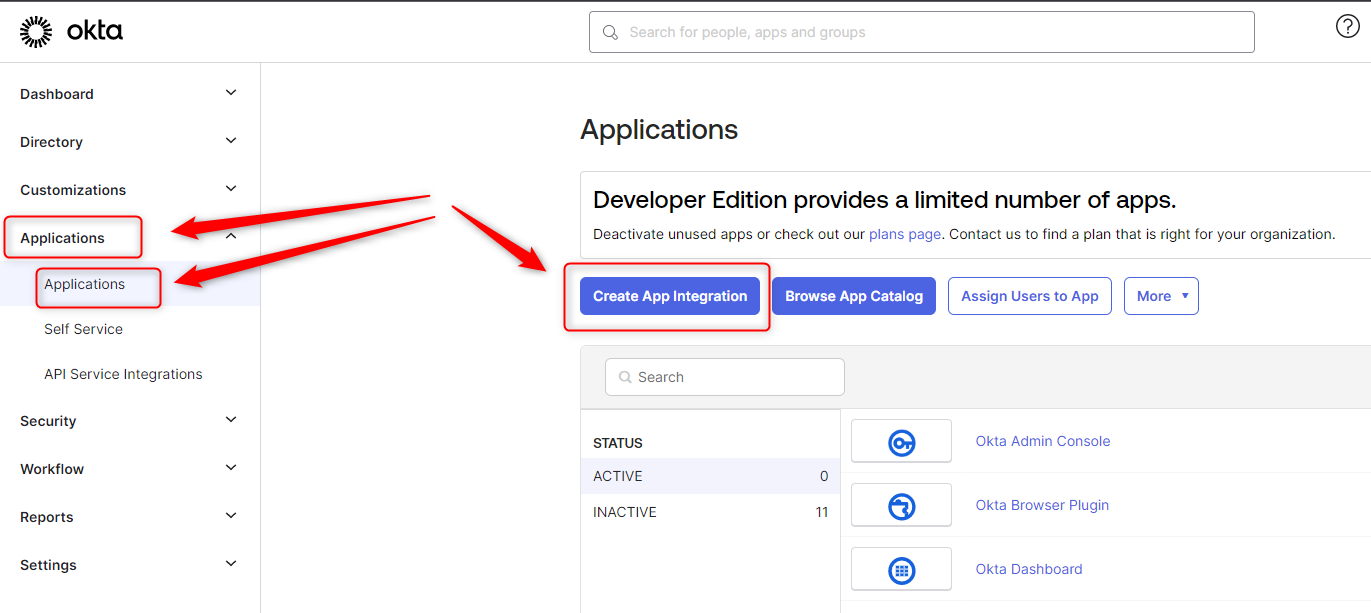 okta
Search for people, apps and groups
?
Dashboard
Directory
Customizations
Applications
Applications
Self Service
API Service Integrations
Security
Workflow
Reports
Settings
Applications
Developer Edition provides a limited number of apps.
Deactivate unused apps or check out our plans page. Contact us to find a plan that is right for your organization.
Create App Integration
Browse App Catalog
Assign Users to App
More
Search
STATUS
ACTIVE 0
INACTIVE 11
Okta Admin Console
Okta Browser Plugin
Okta Dashboard